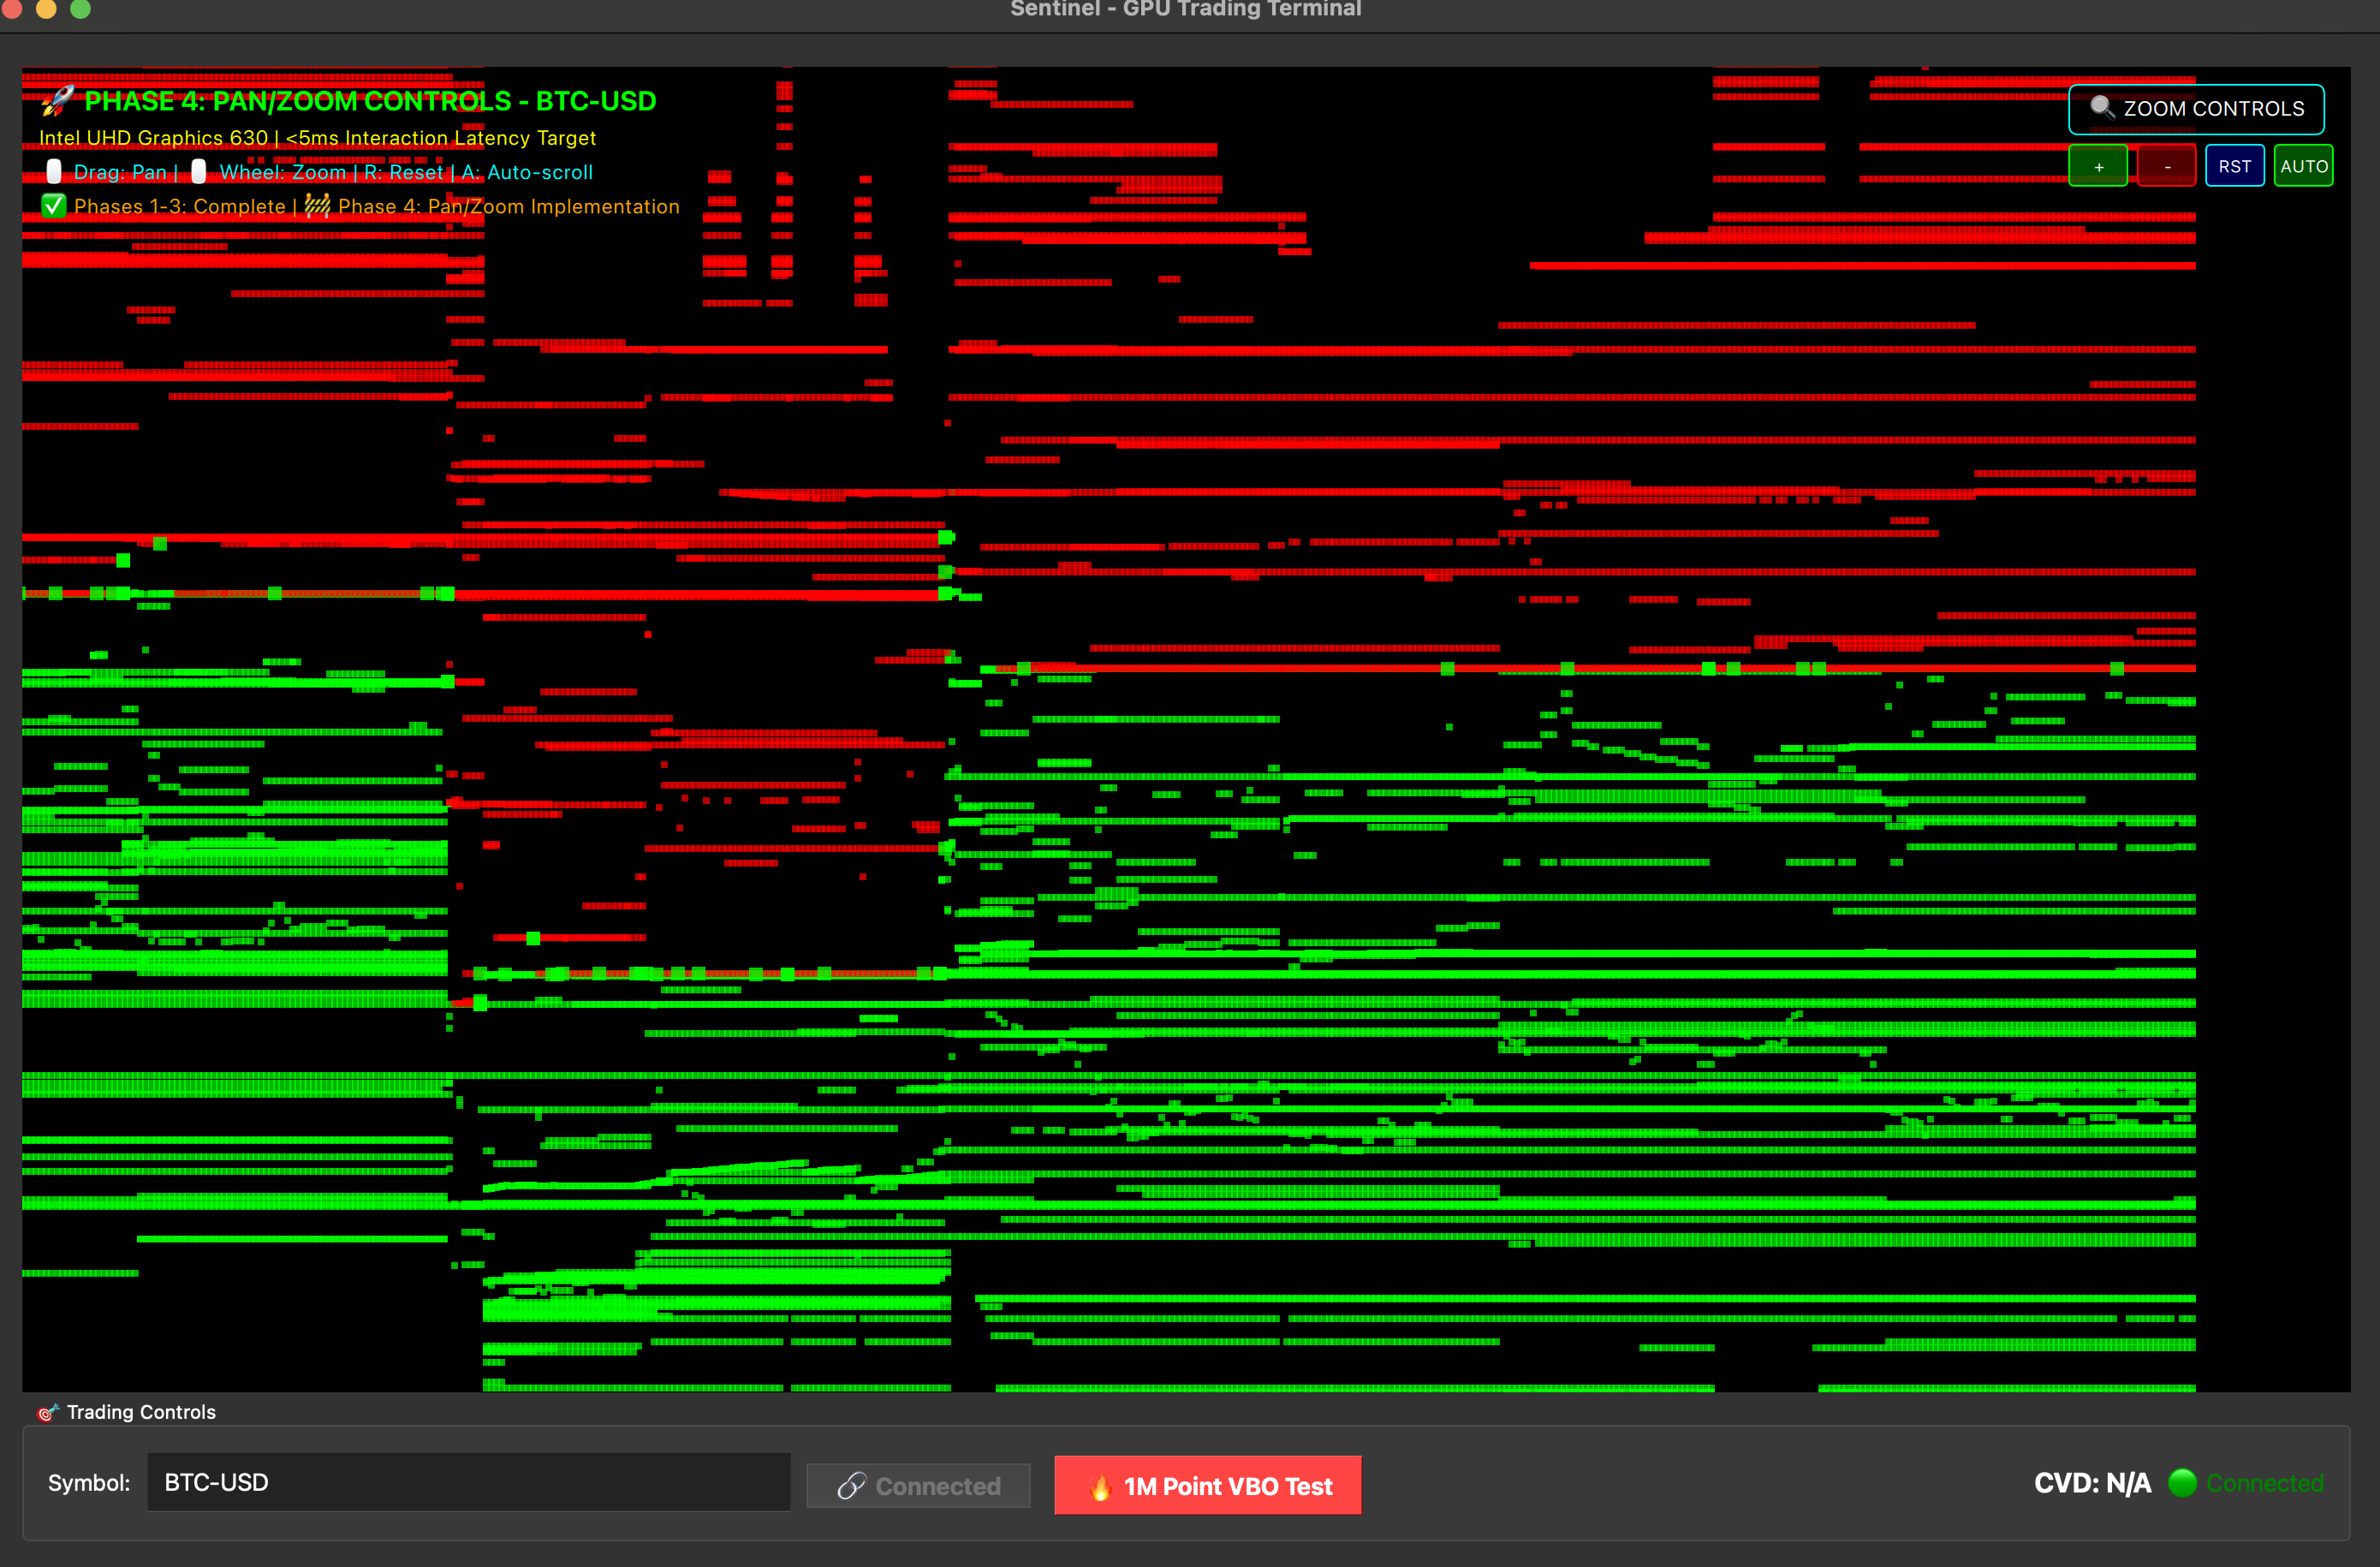 Sentinel - GPU Trading Terminal
🚀 PHASE 4: PAN/ZOOM CONTROLS - BTC-USD
Intel UHD Graphics 630 | <5ms Interaction Latency Target
Drag: Pan | Wheel: Zoom | R: Reset | A: Auto-scroll
✅ Phases 1-3: Complete | 🚧 Phase 4: Pan/Zoom Implementation
🔍 ZOOM CONTROLS
+ - RST AUTO
🎯 Trading Controls
Symbol: BTC-USD 🔗 Connected 🔥 1M Point VBO Test CVD: N/A 🟢 Connected